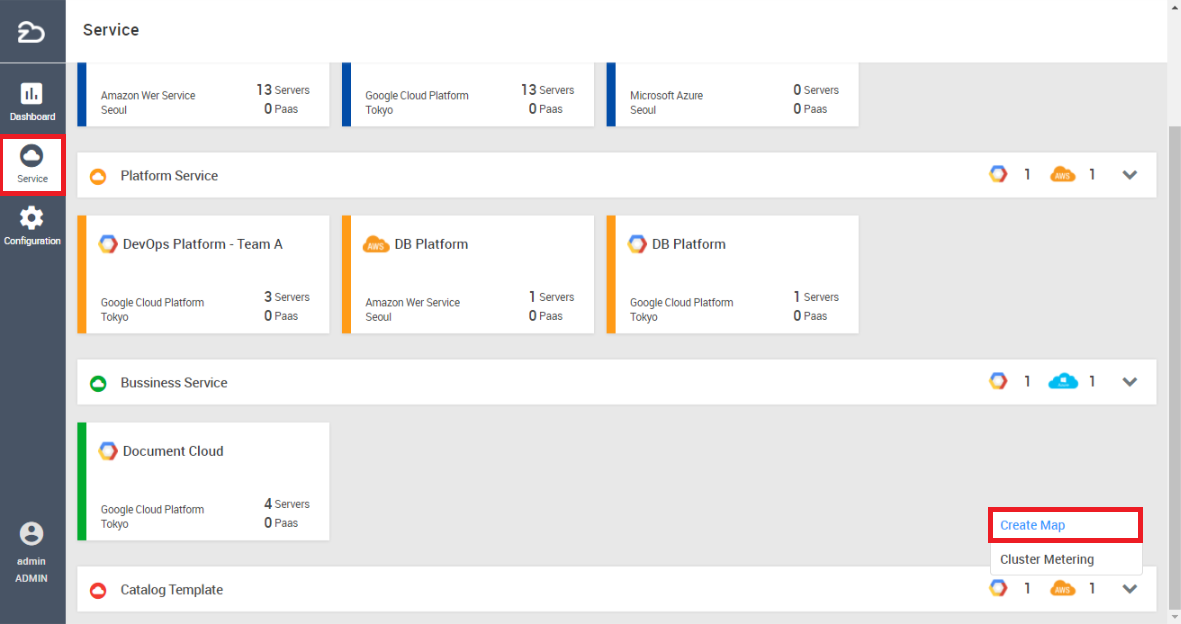 Service
Dashboard
Service
Configuration
admin
ADMIN
Amazon Wer Service
Seoul
13 Servers
0 Paas
Google Cloud Platform
Tokyo
13 Servers
0 Paas
Microsoft Azure
Seoul
0 Servers
0 Paas
Platform Service
1
AWS
1
DevOps Platform - Team A
Google Cloud Platform
Tokyo
3 Servers
0 Paas
AWS
DB Platform
Amazon Wer Service
Seoul
1 Servers
0 Paas
DB Platform
Google Cloud Platform
Tokyo
1 Servers
0 Paas
Bussiness Service
1
1
Document Cloud
Google Cloud Platform
Tokyo
4 Servers
0 Paas
Create Map
Cluster Metering
Catalog Template
1
AWS
1